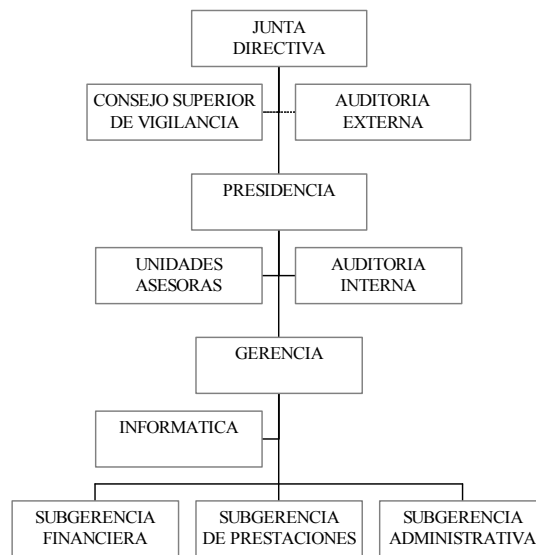 JUNTA
DIRECTIVA
CONSEJO SUPERIOR
DE VIGILANCIA
AUDITORIA
EXTERNA
PRESIDENCIA
UNIDADES
ASESORAS
AUDITORIA
INTERNA
GERENCIA
INFORMATICA
SUBGERENCIA
FINANCIERA
SUBGERENCIA
DE PRESTACIONES
SUBGERENCIA
ADMINISTRATIVA